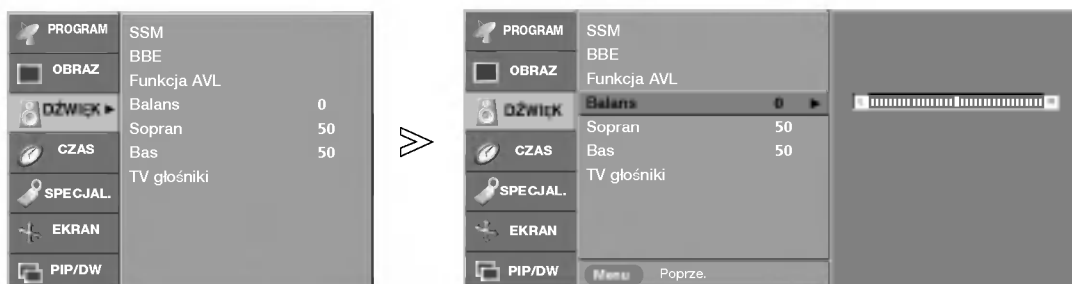 PROGRAM
OBRAZ
DŹWIĘK
CZAS
SPECJAL.
EKRAN
PIP/DW
SSM
BBE
Funkcja AVL
Balans 0
Sopran 50
Bas 50
TV głośniki
PROGRAM
OBRAZ
DŹWIĘK
CZAS
SPECJAL.
EKRAN
PIP/DW
SSM
BBE
Funkcja AVL
Balans 0
Sopran 50
Bas 50
TV głośniki
Menu Poprze.